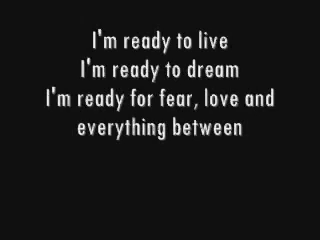 I'm ready to live
I'm ready to dream
I'm ready for fear, love and
everything between